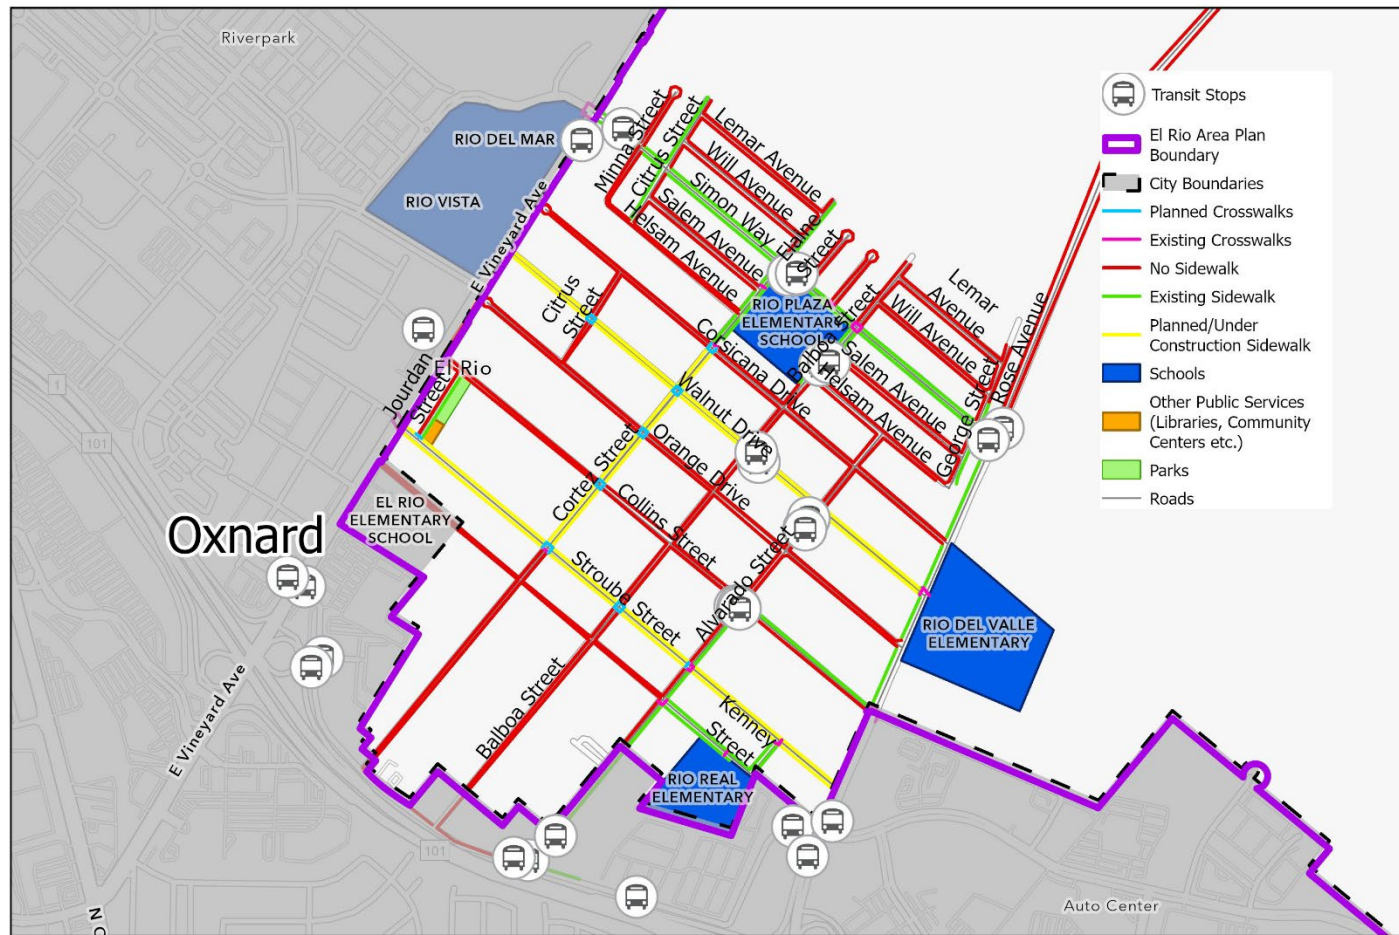 Riverpark
RIO DEL MAR
RIO VISTA
E Vineyard Ave
Minna Street
Citrus Street
Lemar Avenue
Will Avenue
Simon Way
Salem Avenue
Helsam Avenue
Elaine
Street
RIO PLAZA
ELEMENTARY
SCHOOL
Balboa Street
Lemar
Avenue
Will Avenue
Salem Avenue
Helsam Avenue
George Street
Rose Avenue
Citrus
Street
Corsicana Drive
Walnut Drive
Orange Drive
Cortez Street
Collins Street
Jourdan
Street
El Rio
1
101
EL RIO
ELEMENTARY
SCHOOL
Oxnard
Stroube Street
Alvarado Street
RIO DEL VALLE
ELEMENTARY
Balboa Street
Kenney
Street
RIO REAL
ELEMENTARY
E Vineyard Ave
101
Auto Center
Transit Stops
El Rio Area Plan
Boundary
City Boundaries
Planned Crosswalks
Existing Crosswalks
No Sidewalk
Existing Sidewalk
Planned/Under
Construction Sidewalk
Schools
Other Public Services
(Libraries, Community
Centers etc.)
Parks
Roads